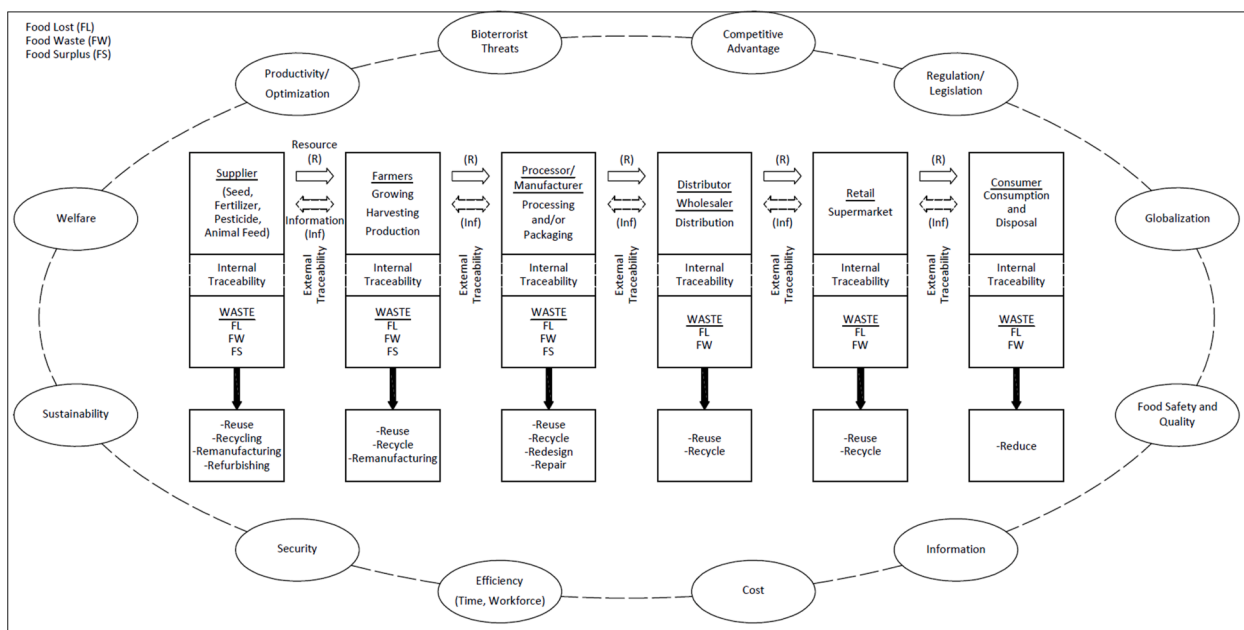 Food Lost (FL)
Food Waste (FW)
Food Surplus (FS)
Bioterrorist
Threats
Competitive
Advantage
Productivity/
Optimization
Regulation/
Legislation
Welfare
Globalization
Sustainability
Food Safety and
Quality
Security
Information
Efficiency
(Time, Workforce)
Cost
Supplier
(Seed,
Fertilizer,
Pesticide,
Animal Feed)
Internal
Traceability
WASTE
FL
FW
FS
-Reuse
-Recycling
-Remanufacturing
-Refurbishing
Resource
(R)
Information
(Inf)
External
Traceability
Farmers
Growing
Harvesting
Production
Internal
Traceability
WASTE
FL
FW
FS
-Reuse
-Recycle
-Remanufacturing
(R)
(Inf)
External
Traceability
Processor/
Manufacturer
Processing
and/or
Packaging
Internal
Traceability
WASTE
FL
FW
FS
-Reuse
-Recycle
-Redesign
-Repair
(R)
(Inf)
External
Traceability
Distributor
Wholesaler
Distribution
Internal
Traceability
WASTE
FL
FW
-Reuse
-Recycle
(R)
(Inf)
External
Traceability
Retail
Supermarket
Internal
Traceability
WASTE
FL
FW
-Reuse
-Recycle
(R)
(Inf)
External
Traceability
Consumer
Consumption
and
Disposal
Internal
Traceability
WASTE
FL
FW
-Reduce